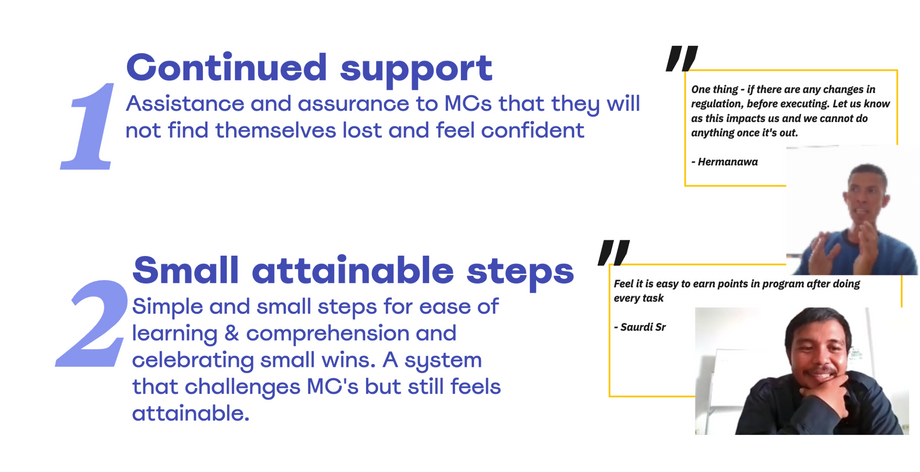 1
Continued support
Assistance and assurance to MCs that they will
not find themselves lost and feel confident
"
One thing - if there are any changes in
regulation, before executing. Let us know
as this impacts us and we cannot do
anything once it's out.
- Hermanawa
2
Small attainable steps
Simple and small steps for ease of
learning & comprehension and
celebrating small wins. A system
that challenges MC's but still feels
attainable.
"
Feel it is easy to earn points in program after doing
every task
- Saurdi Sr